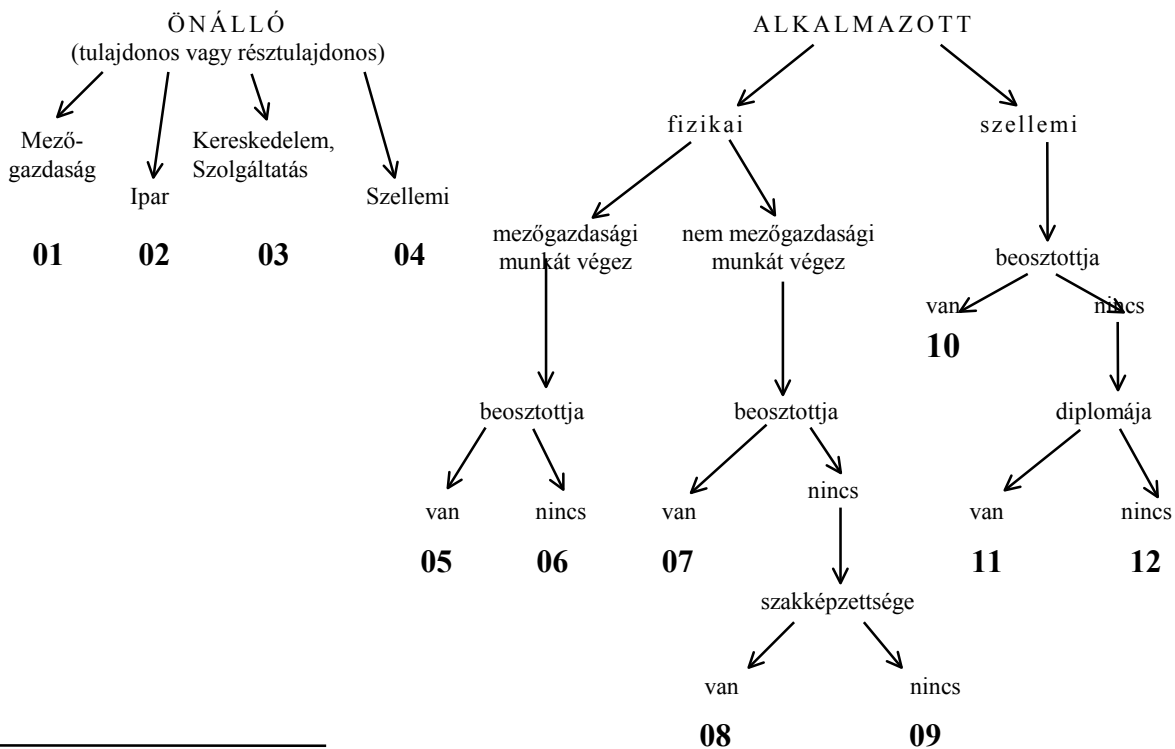 ÖNÁLLÓ
(tulajdonos vagy résztulajdonos)
Mező-
gazdaság
Ipar
Kereskedelem,
Szolgáltatás
Szellemi
01
02
03
04
ALKALMAZOTT
fizikai
szellemi
mezőgazdasági
munkát végez
nem mezőgazdasági
munkát végez
beosztottja
van
nincs
10
beosztottja
beosztottja
diplomája
van
nincs
van
nincs
van
nincs
05
06
07
11
12
szakképzettsége
van
nincs
08
09